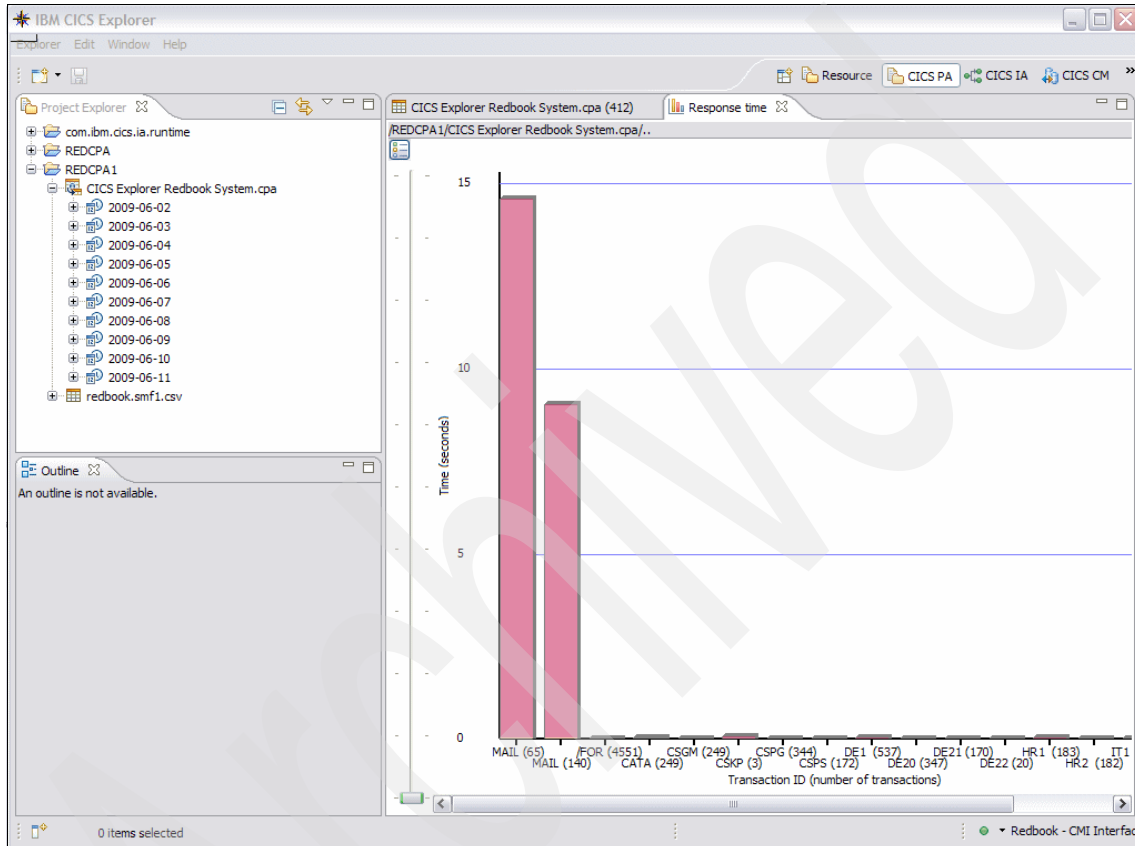 IBM CICS Explorer
Explorer Edit Window Help
Resource CICS PA CICS IA CICS CM »
Project Explorer
com.ibm.cics.ia.runtime
REDCPA
REDCPA1
CICS Explorer Redbook System.cpa
2009-06-02
2009-06-03
2009-06-04
2009-06-05
2009-06-06
2009-06-07
2009-06-08
2009-06-09
2009-06-10
2009-06-11
redbook.smf1.csv
Outline
An outline is not available.
CICS Explorer Redbook System.cpa (412) Response time
/REDCPA1/CICS Explorer Redbook System.cpa/..
15
10
5
0
Time (seconds)
MAIL (65) /FOR (4551) CSGM (249) CSPG (344) DE1 (537) DE21 (170) HR1 (183) IT1
MAIL (140) CATA (249) CSKP (3) CSPS (172) DE20 (347) DE22 (20) HR2 (182)
Transaction ID (number of transactions)
0 items selected
Redbook - CMI Interfac
Archived